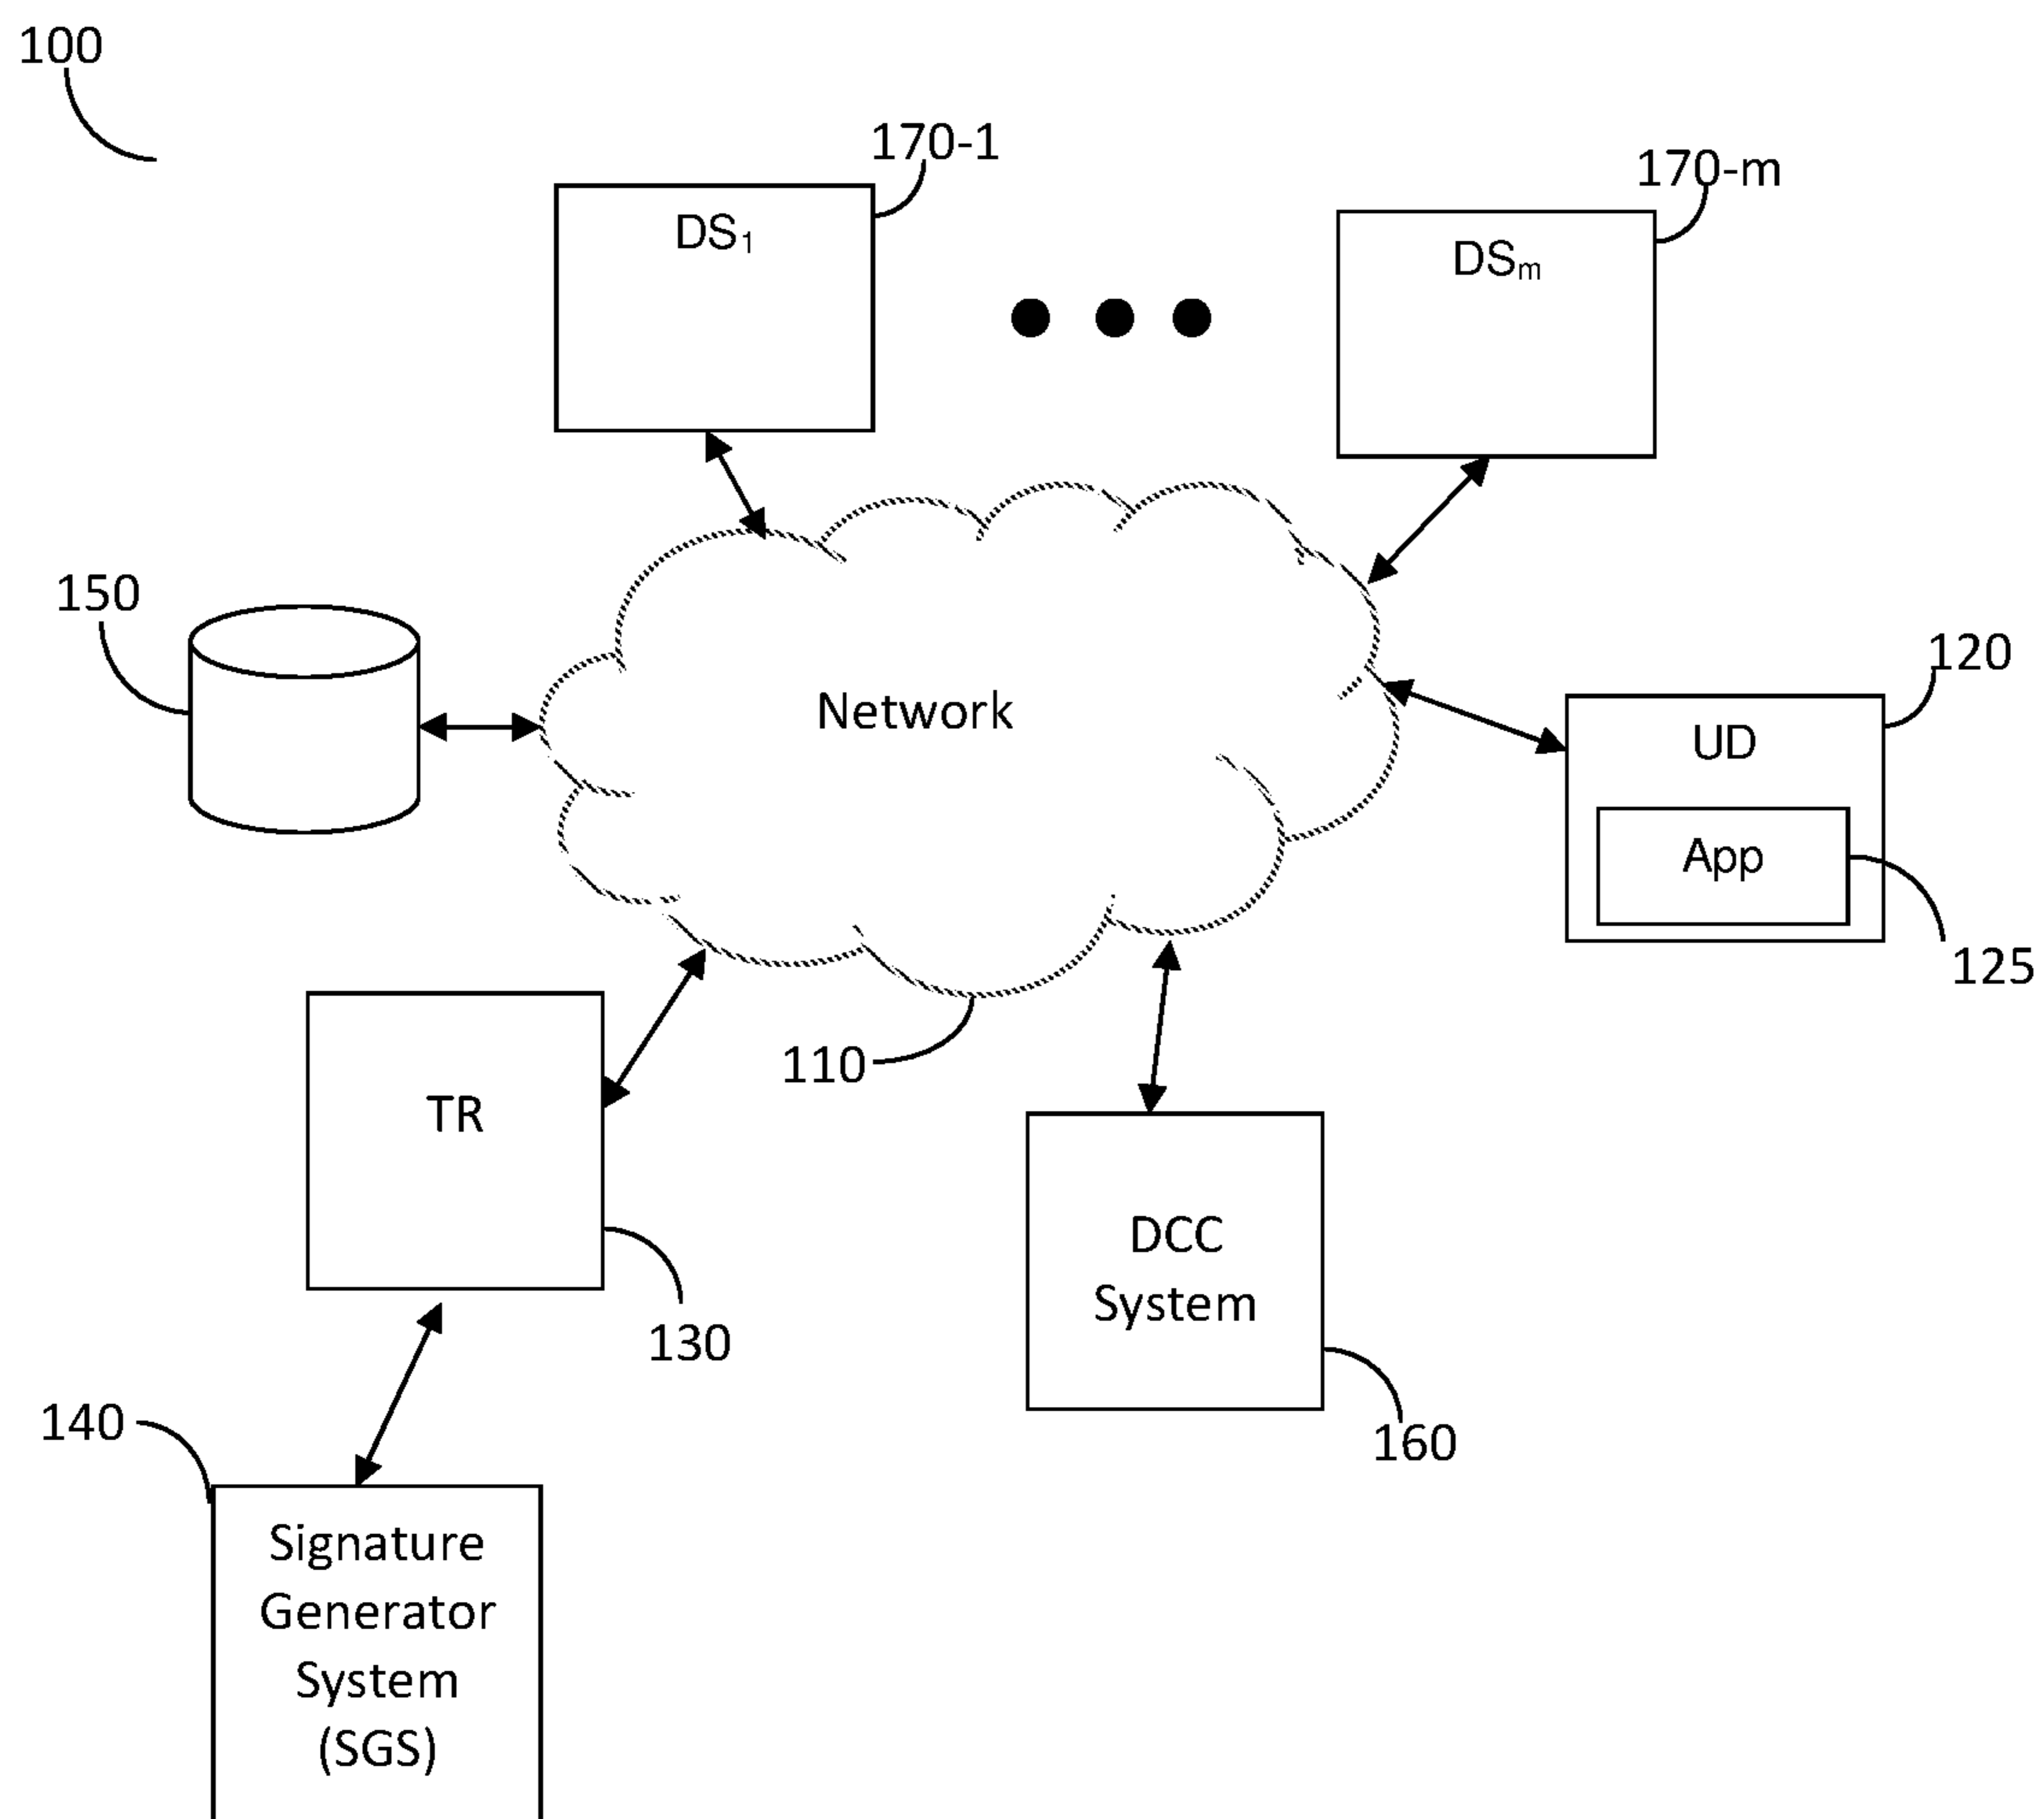 100
170-1
170-m
DS₁
DSₘ
150
120
Network
UD
App
125
110
TR
130
DCC
System
160
140
Signature
Generator
System
(SGS)